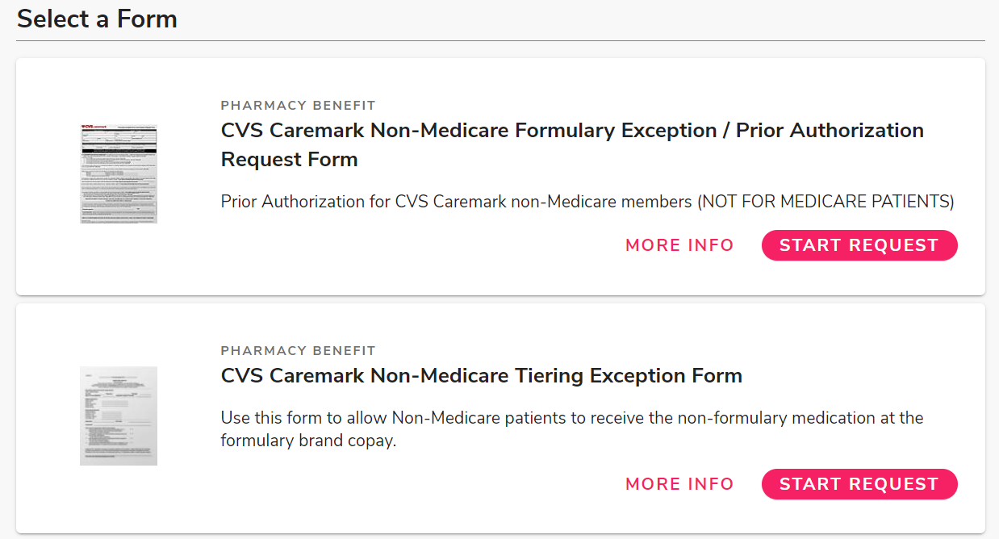 Select a Form
PHARMACY BENEFIT
CVS Caremark Non-Medicare Formulary Exception / Prior Authorization
Request Form
Prior Authorization for CVS Caremark non-Medicare members (NOT FOR MEDICARE PATIENTS)
MORE INFO
START REQUEST
PHARMACY BENEFIT
CVS Caremark Non-Medicare Tiering Exception Form
Use this form to allow Non-Medicare patients to receive the non-formulary medication at the
formulary brand copay.
MORE INFO
START REQUEST